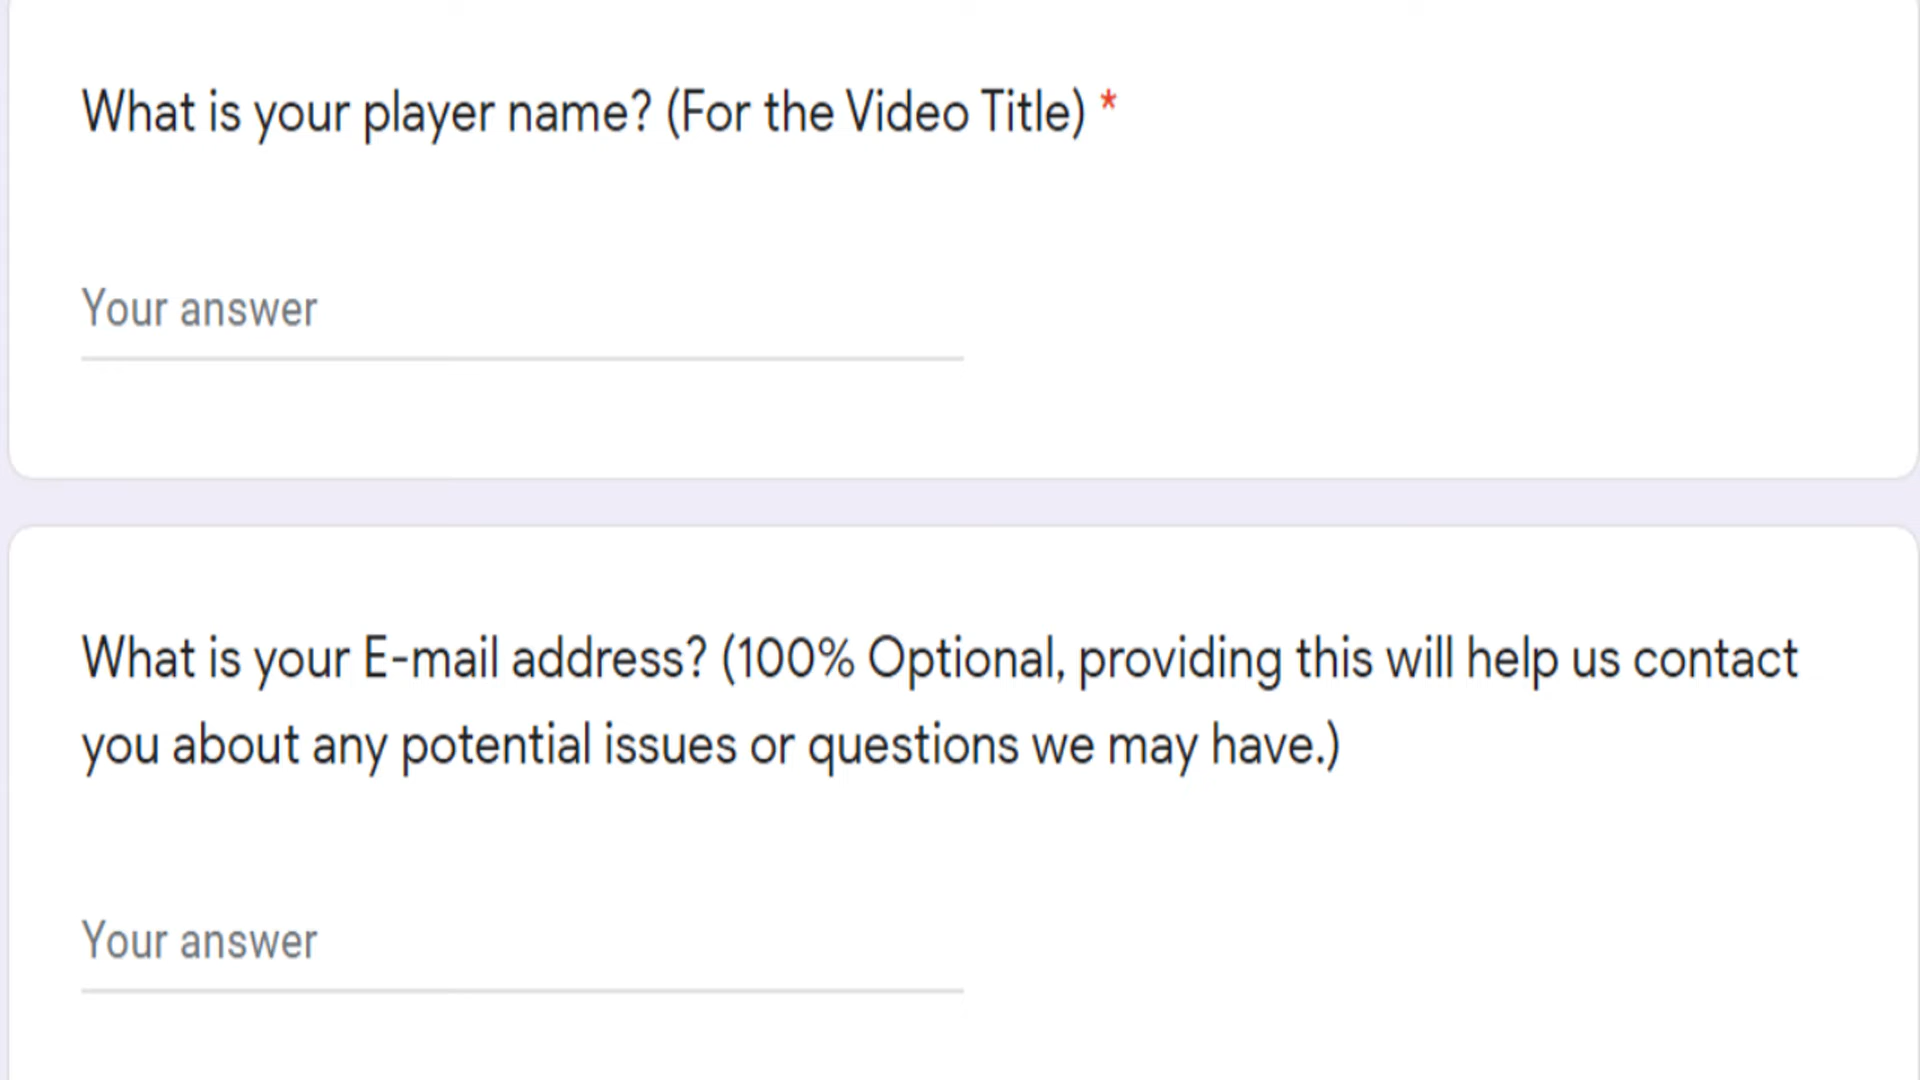 What is your player name? (For the Video Title) *
Your answer
What is your E-mail address? (100% Optional, providing this will help us contact
you about any potential issues or questions we may have.)
Your answer